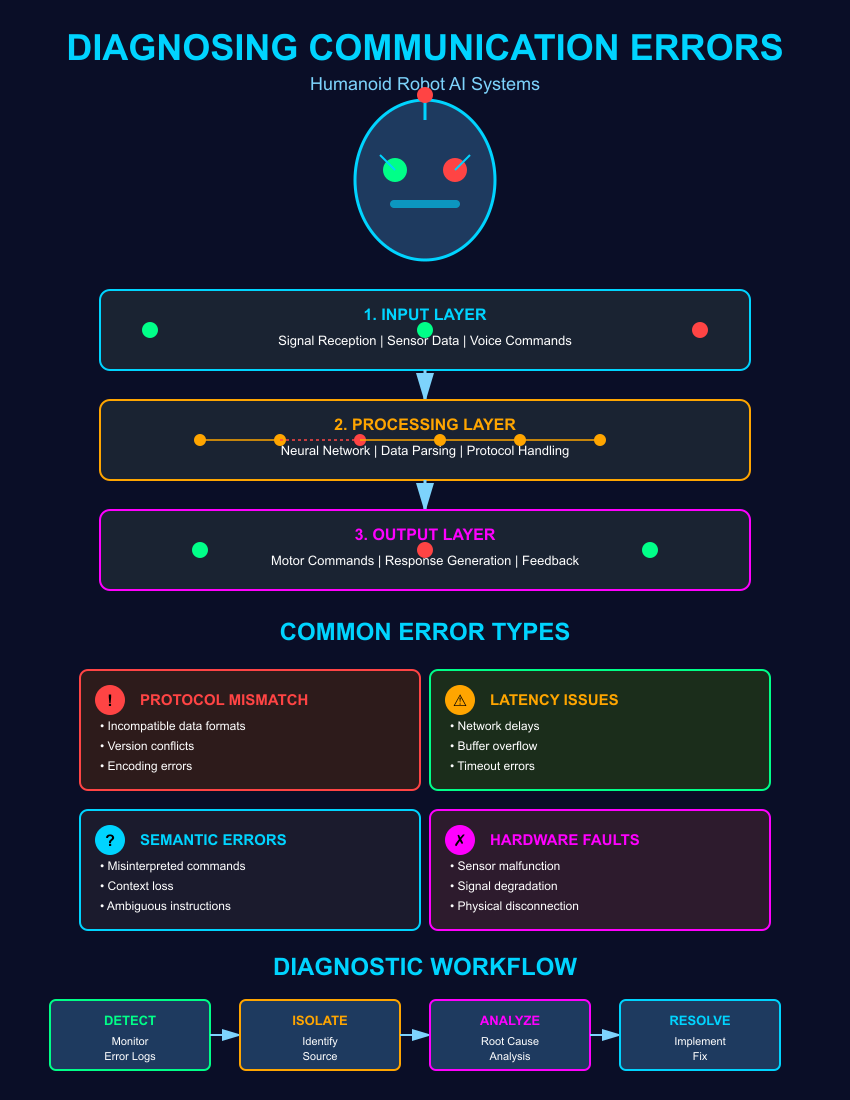 DIAGNOSING COMMUNICATION ERRORS
Humanoid Robot AI Systems
1. INPUT LAYER
Signal Reception | Sensor Data | Voice Commands
2. PROCESSING LAYER
Neural Network | Data Parsing | Protocol Handling
3. OUTPUT LAYER
Motor Commands | Response Generation | Feedback
COMMON ERROR TYPES
! PROTOCOL MISMATCH
• Incompatible data formats
• Version conflicts
• Encoding errors
⚠ LATENCY ISSUES
• Network delays
• Buffer overflow
• Timeout errors
? SEMANTIC ERRORS
• Misinterpreted commands
• Context loss
• Ambiguous instructions
✗ HARDWARE FAULTS
• Sensor malfunction
• Signal degradation
• Physical disconnection
DIAGNOSTIC WORKFLOW
DETECT
Monitor
Error Logs
ISOLATE
Identify
Source
ANALYZE
Root Cause
Analysis
RESOLVE
Implement
Fix